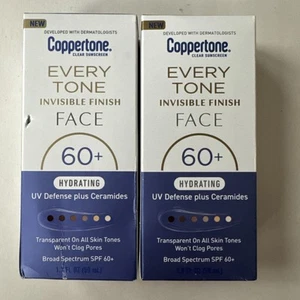 NEW
DEVELOPED WITH DERMATOLOGISTS
Coppertone
CLEAR SUNSCREEN
EVERY
TONE
INVISIBLE FINISH
FACE
60+
HYDRATING
UV Defense plus Ceramides
Transparent On All Skin Tones
Won't Clog Pores
Broad Spectrum SPF 60+
NEW
DEVELOPED WITH DERMATOLOGISTS
Coppertone
CLEAR SUNSCREEN
EVERY
TONE
INVISIBLE FINISH
FACE
60+
HYDRATING
UV Defense plus Ceramides
Transparent On All Skin Tones
Won't Clog Pores
Broad Spectrum SPF 60+